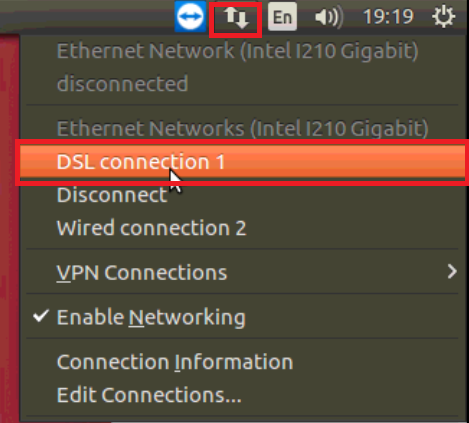 En 19:19
Ethernet Network (Intel I210 Gigabit)
disconnected
Ethernet Networks (Intel I210 Gigabit)
DSL connection 1
Disconnect
Wired connection 2
VPN Connections
Enable Networking
Connection Information
Edit Connections...